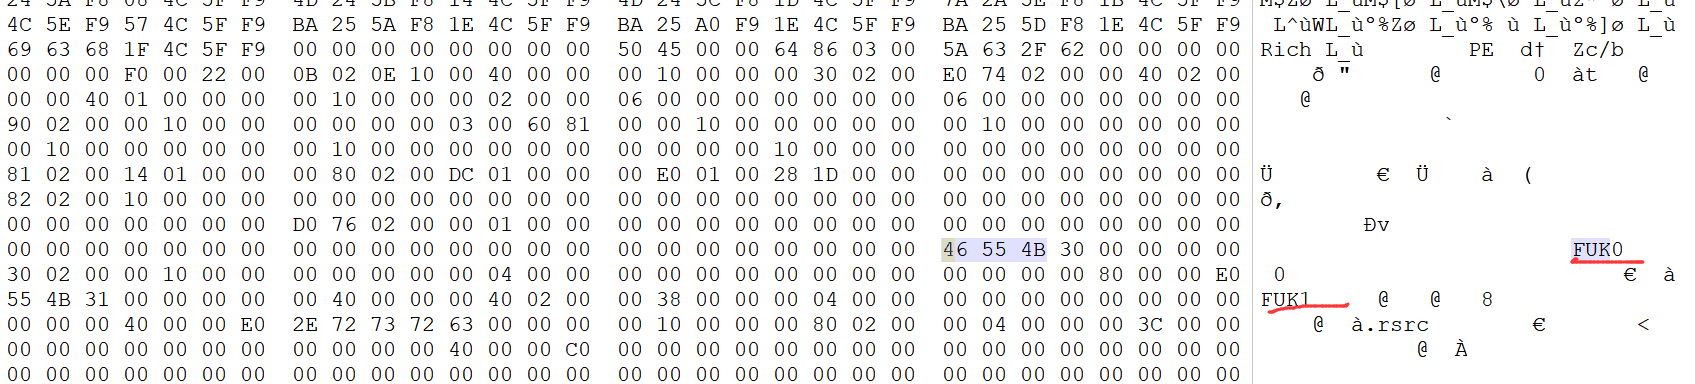 4C 5E F9 57 4C 5F F9 BA 25 5A F8 1E 4C 5F F9 BA 25 A0 F9 1E 4C 5F F9 BA 25 5D F8 1E 4C 5F F9 L^ùWL_ùº%Zø L_ùº% ù L_ùº%]ø L_ù
69 63 68 1F 4C 5F F9 00 00 00 00 00 00 00 00 50 45 00 00 64 86 03 00 5A 63 2F 62 00 00 00 00 Rich L_ù PE d† Zc/b
00 00 00 F0 00 22 00 0B 02 0E 10 00 40 00 00 00 00 10 00 00 00 30 02 00 E0 74 02 00 00 40 02 00 ð " @ 0 àt @
00 00 40 01 00 00 00 00 10 00 00 00 02 00 00 06 00 00 00 00 00 00 00 06 00 00 00 00 00 00 00 @
90 02 00 00 10 00 00 00 00 00 00 03 00 60 81 00 00 10 00 00 00 00 00 00 10 00 00 00 00 00 00 `
00 10 00 00 00 00 00 00 10 00 00 00 00 00 00 00 00 00 00 10 00 00 00 00 00 00 00 00 00 00 00
81 02 00 14 01 00 00 00 80 02 00 DC 01 00 00 00 E0 01 00 28 1D 00 00 00 00 00 00 00 00 00 00 Ü € Ü à (
82 02 00 10 00 00 00 00 00 00 00 00 00 00 00 00 00 00 00 00 00 00 00 00 00 00 00 00 00 00 00 ð,
00 00 00 00 00 00 00 D0 76 02 00 00 01 00 00 00 00 00 00 00 00 00 00 00 00 00 00 00 00 00 00 Ðv
00 00 00 00 00 00 00 00 00 00 00 00 00 00 00 00 00 00 00 00 00 00 00 46 55 4B 30 00 00 00 00 FUK0
30 02 00 00 10 00 00 00 00 00 00 00 04 00 00 00 00 00 00 00 00 00 00 00 00 00 00 80 00 00 E0 0 € à
55 4B 31 00 00 00 00 00 40 00 00 00 40 02 00 00 38 00 00 00 04 00 00 00 00 00 00 00 00 00 00 FUK1 @ @ 8
00 00 00 40 00 00 E0 2E 72 73 72 63 00 00 00 00 10 00 00 00 80 02 00 00 04 00 00 00 3C 00 00 @ à.rsrc € <
00 00 00 00 00 00 00 00 00 00 00 40 00 00 C0 00 00 00 00 00 00 00 00 00 00 00 00 00 00 00 00 @ À
00 00 00 00 00 00 00 00 00 00 00 00 00 00 00 00 00 00 00 00 00 00 00 00 00 00 00 00 00 00 00